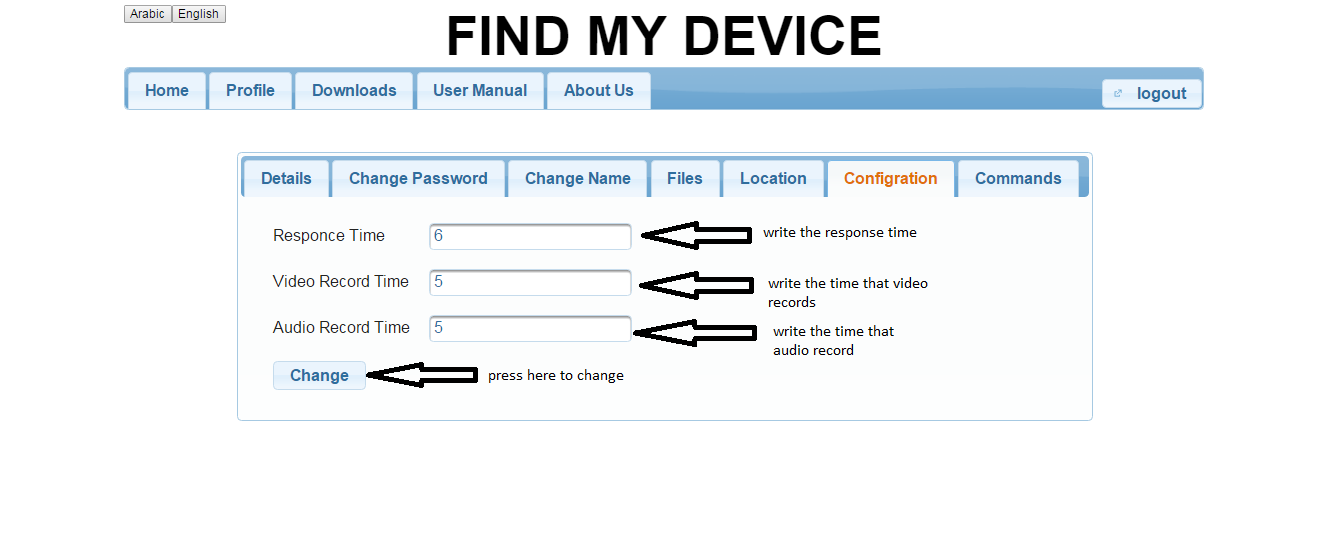 Arabic English
FIND MY DEVICE
Home Profile Downloads User Manual About Us logout
Details Change Password Change Name Files Location Configration Commands
Responce Time 6 write the response time
Video Record Time 5 write the time that video
records
Audio Record Time 5 write the time that
audio record
Change press here to change